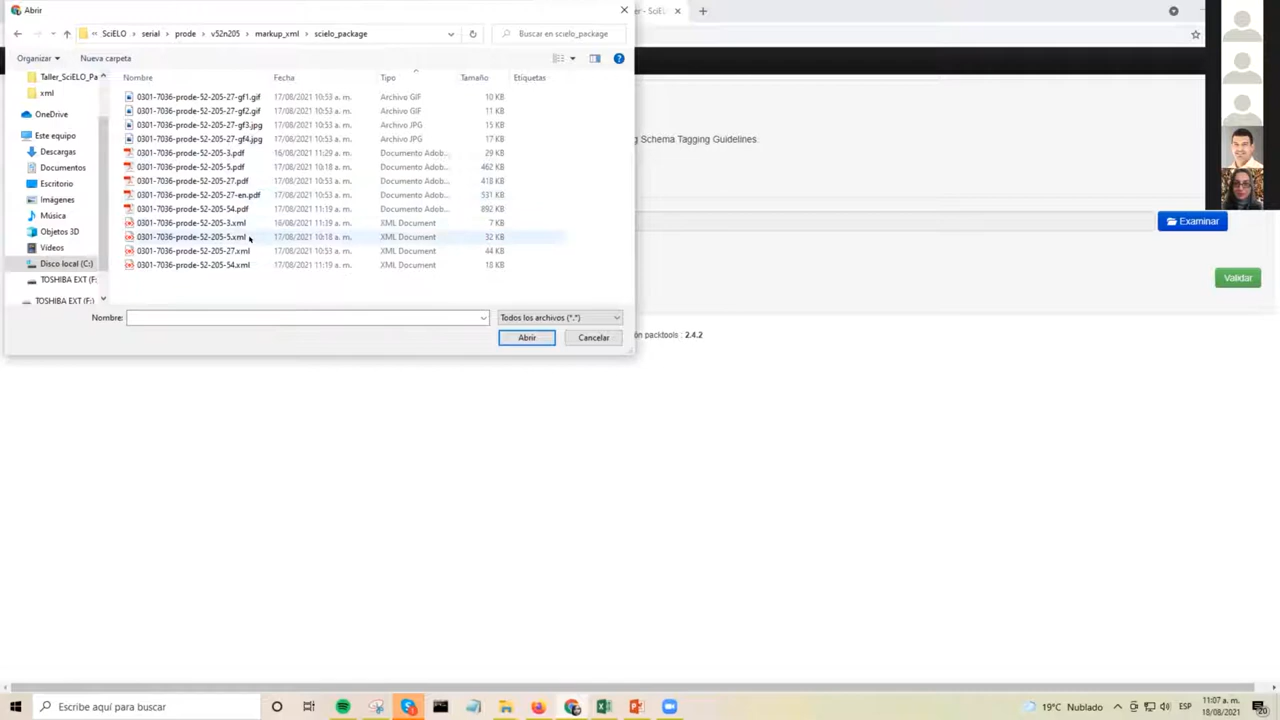 Abrir
er - SciEL
SciELO > serial > prode > v52n205 > markup_xml > scielo_package
Buscar en scielo_package
Organizar
Nueva carpeta
Nombre Fecha Tipo Tamaño Etiquetas
Taller_SciELO_Pa
xml
OneDrive
Este equipo
Descargas
Documentos
Escritorio
Imágenes
Música
Objetos 3D
Vídeos
Disco local (C:)
TOSHIBA EXT (F:
TOSHIBA EXT (F:)
0301-7036-prode-52-205-27-gf1.gif 17/08/2021 10:53 a. m. Archivo GIF 10 KB
0301-7036-prode-52-205-27-gf2.gif 17/08/2021 10:53 a. m. Archivo GIF 11 KB
0301-7036-prode-52-205-27-gf3.jpg 17/08/2021 10:53 a. m. Archivo JPG 15 KB
0301-7036-prode-52-205-27-gf4.jpg 17/08/2021 10:53 a. m. Archivo JPG 17 KB
0301-7036-prode-52-205-3.pdf 16/08/2021 11:29 a. m. Documento Adob... 29 KB
0301-7036-prode-52-205-5.pdf 17/08/2021 10:18 a. m. Documento Adob... 462 KB
0301-7036-prode-52-205-27.pdf 17/08/2021 10:53 a. m. Documento Adob... 418 KB
0301-7036-prode-52-205-27-en.pdf 17/08/2021 10:53 a. m. Documento Adob... 531 KB
0301-7036-prode-52-205-54.pdf 17/08/2021 11:19 a. m. Documento Adob... 892 KB
0301-7036-prode-52-205-3.xml 16/08/2021 11:19 a. m. XML Document 7 KB
0301-7036-prode-52-205-5.xml 17/08/2021 10:18 a. m. XML Document 32 KB
0301-7036-prode-52-205-27.xml 17/08/2021 10:53 a. m. XML Document 44 KB
0301-7036-prode-52-205-54.xml 17/08/2021 11:19 a. m. XML Document 18 KB
Nombre:
Todos los archivos (*.*)
Abrir
Cancelar
g Schema Tagging Guidelines.
Examinar
Validar
ón packtools : 2.4.2
Escribe aquí para buscar
19°C Nublado
ESP
11:07 a. m.
18/08/2021
20